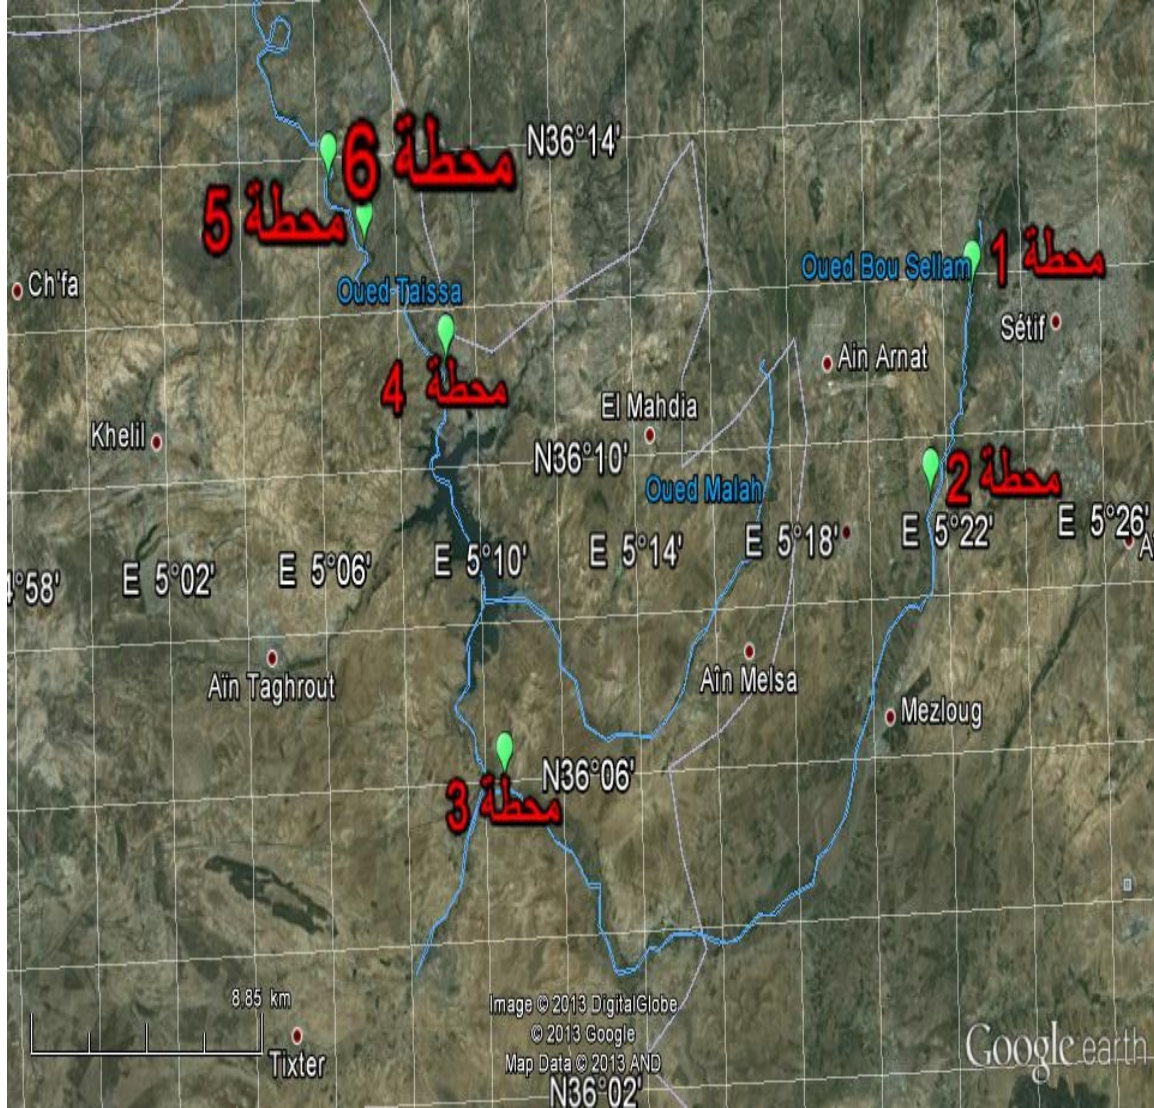 N36°14'
محطة 6
محطة 5
Oued Bou Sellam
محطة 1
Ch'fa
Oued Taissa
Sétif
Ain Arnat
محطة 4
El Mahdia
Khelil
N36°10'
محطة 2
Oued Malah
E 5°26'
E 5°22'
E 5°18'
E 5°14'
E 5°10'
E 5°06'
E 5°02'
4°58'
Aïn Taghrout
Aîn Melsa
Mezloug
N36°06'
محطة 3
8.85 km
Image © 2013 DigitalGlobe
© 2013 Google
Map Data © 2013 AND
Tixter
Google earth
N36°02'